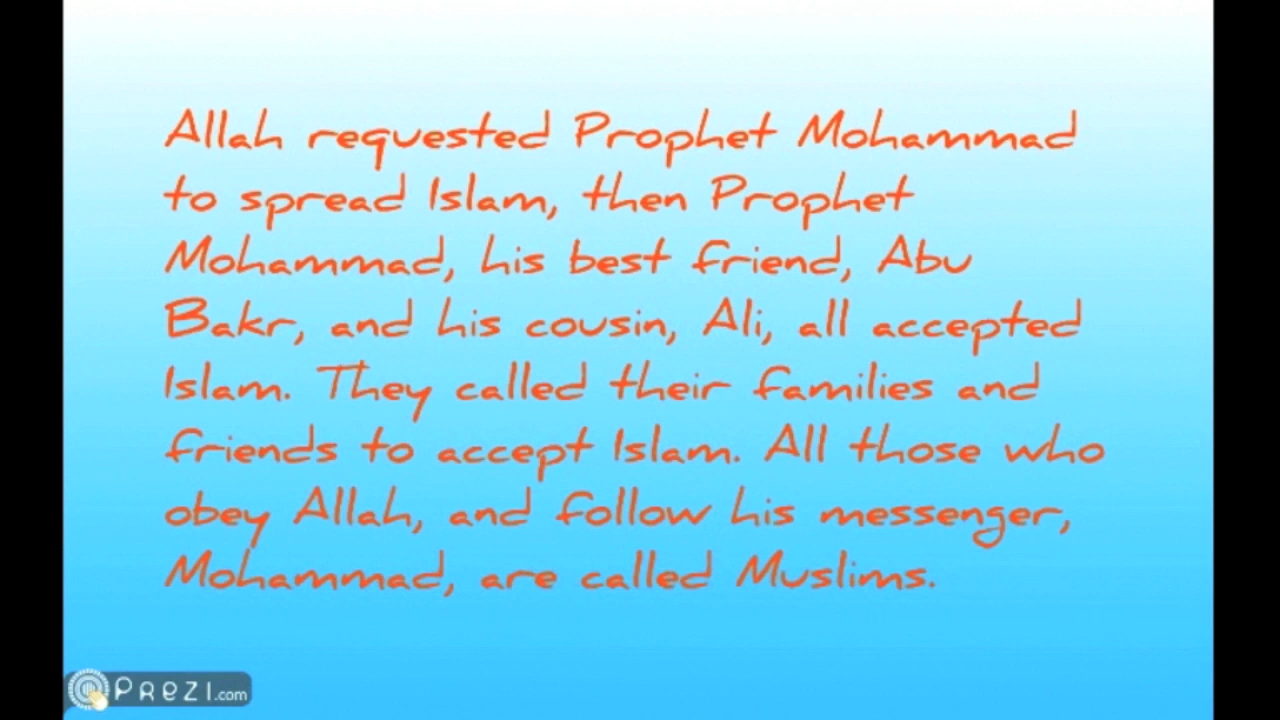 Allah requested Prophet Mohammad
to spread Islam, then Prophet
Mohammad, his best friend, Abu
Bakr, and his cousin, Ali, all accepted
Islam. They called their families and
friends to accept Islam. All those who
obey Allah, and follow his messenger,
Mohammad, are called Muslims.
Prezi.com